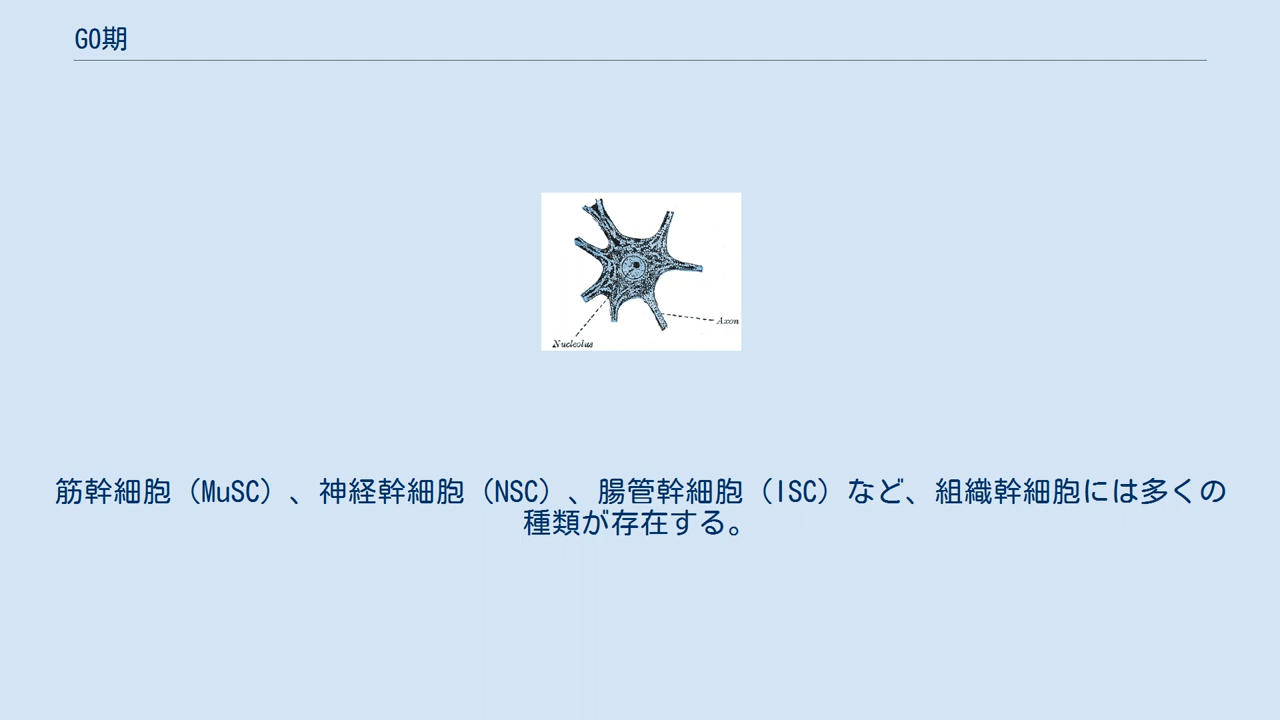 G0期
Axon
Nucleolus
筋幹細胞（MuSC）、神経幹細胞（NSC）、腸管幹細胞（ISC）など、組織幹細胞には多くの
種類が存在する。